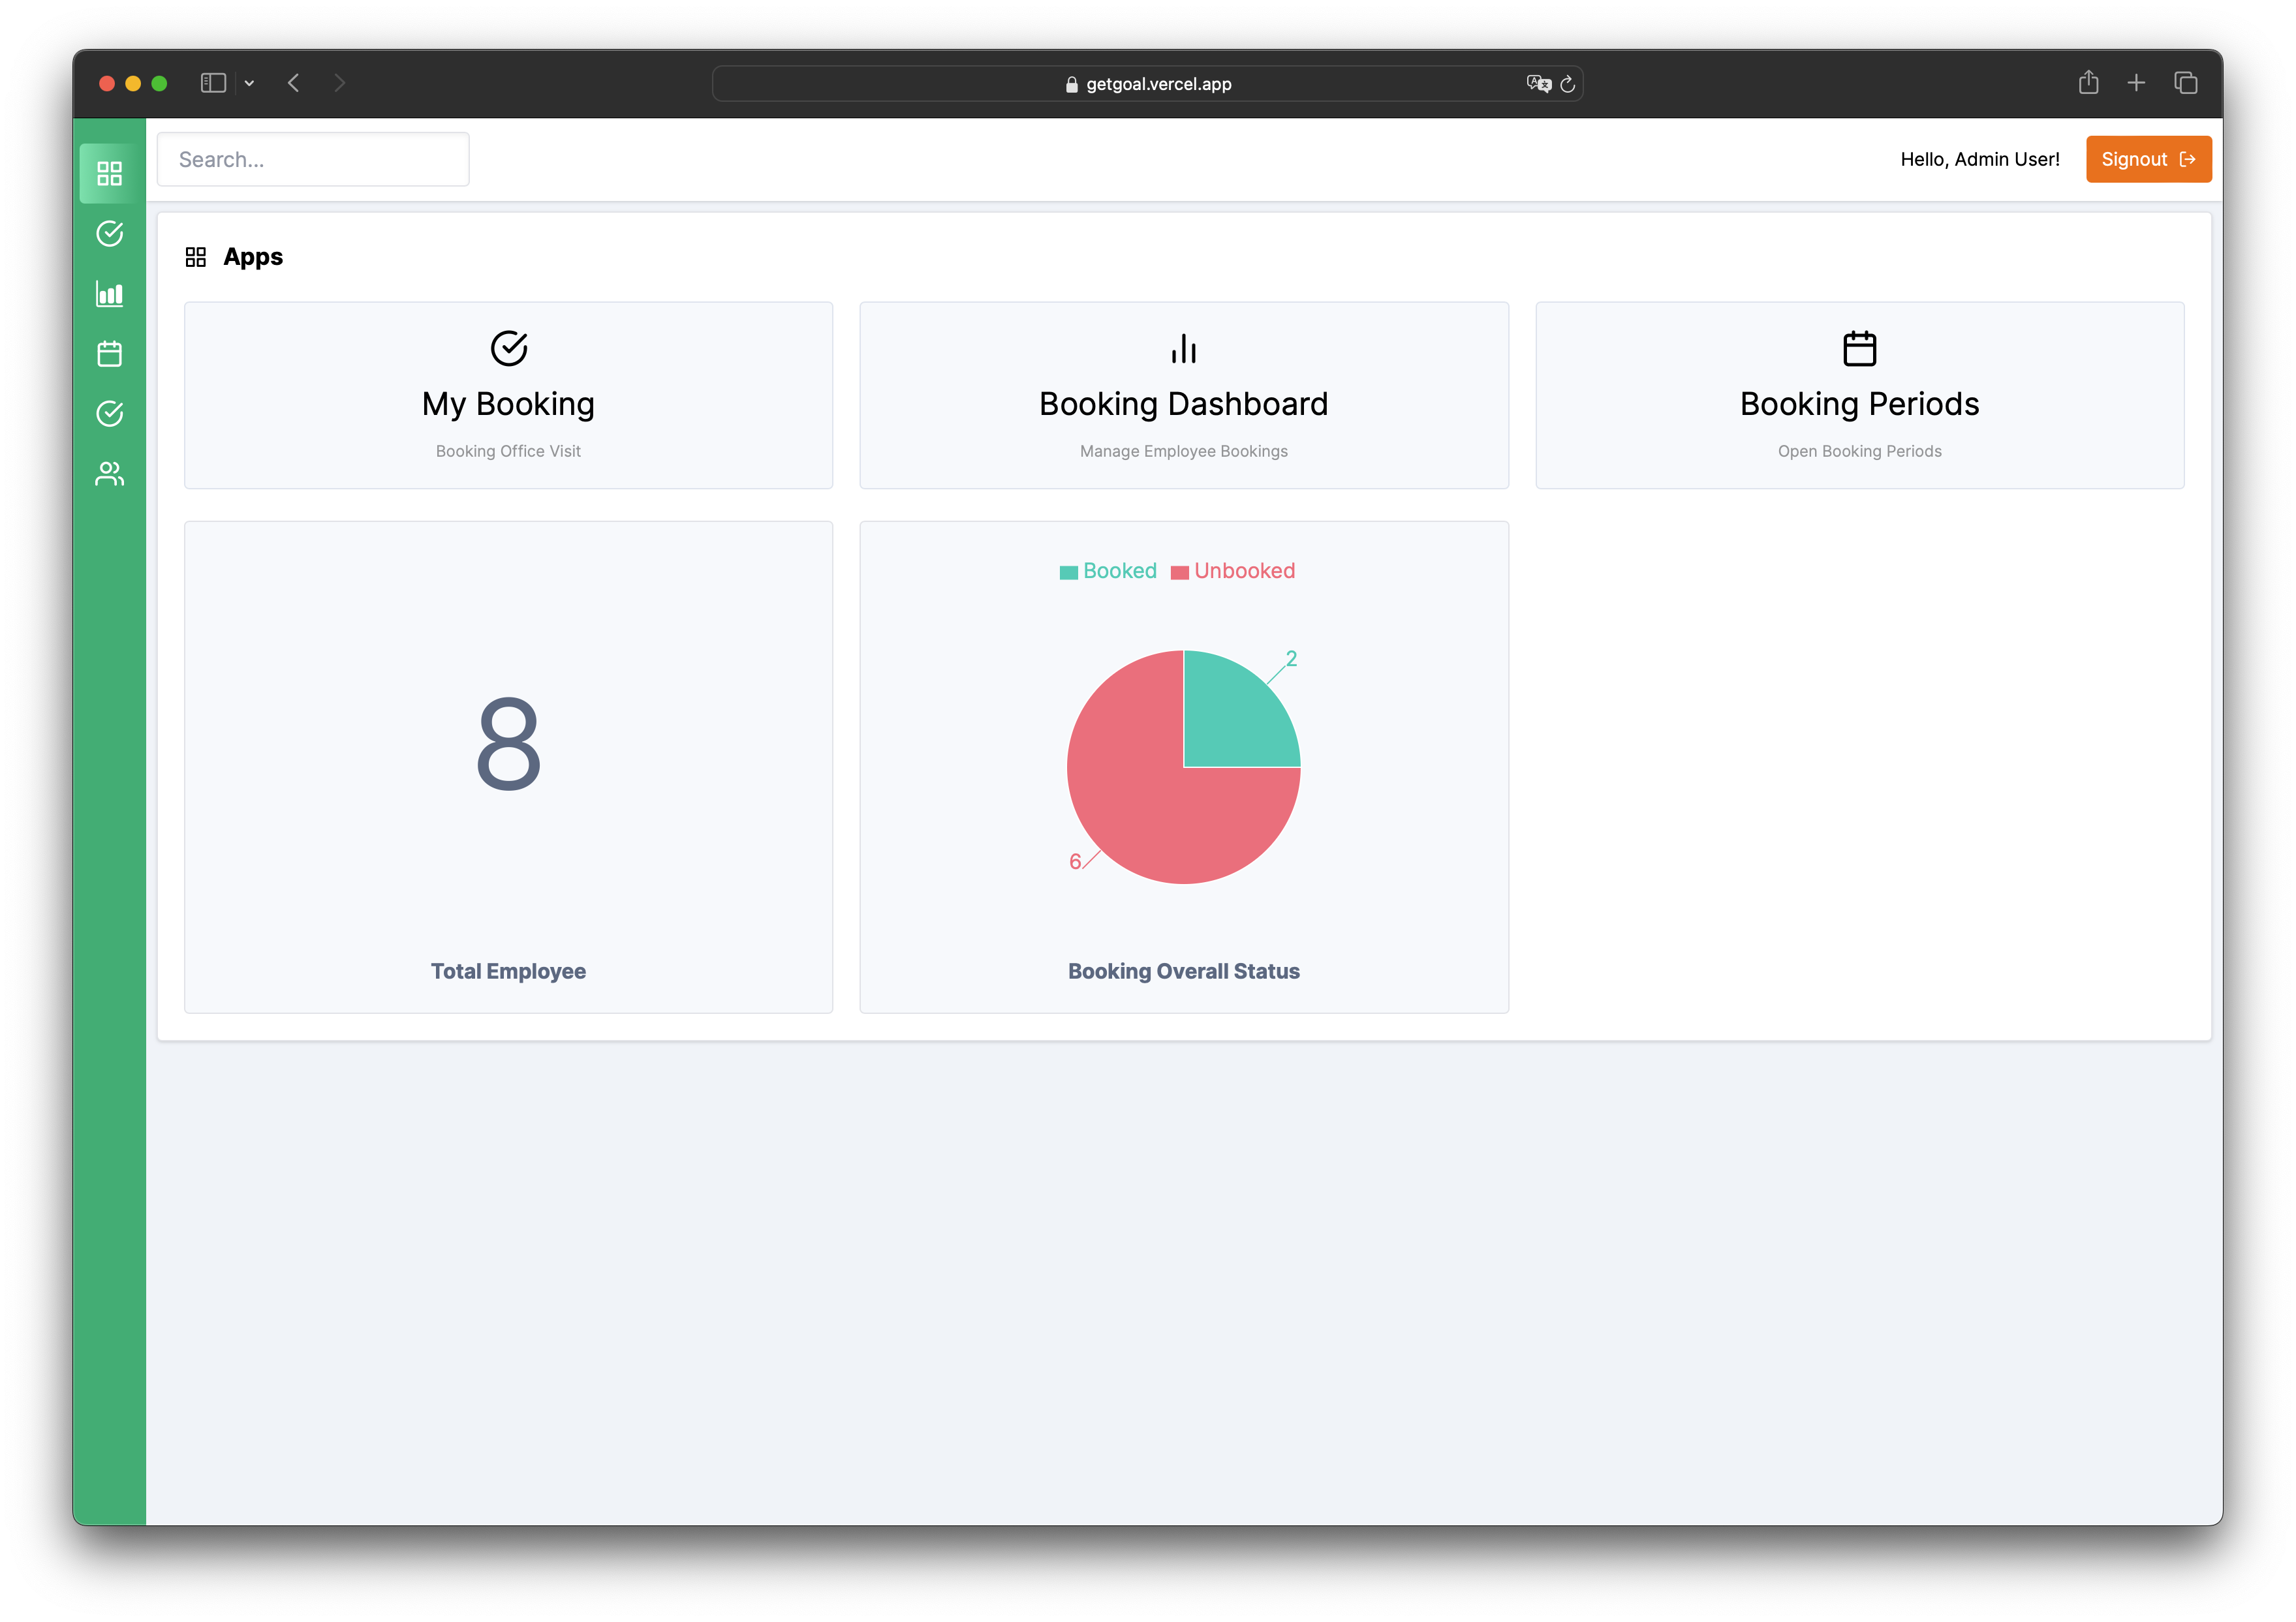 getgoal.vercel.app
Search...
Hello, Admin User!
Signout
Apps
My Booking
Booking Office Visit
Booking Dashboard
Manage Employee Bookings
Booking Periods
Open Booking Periods
8
Total Employee
Booked Unbooked
2
6
Booking Overall Status